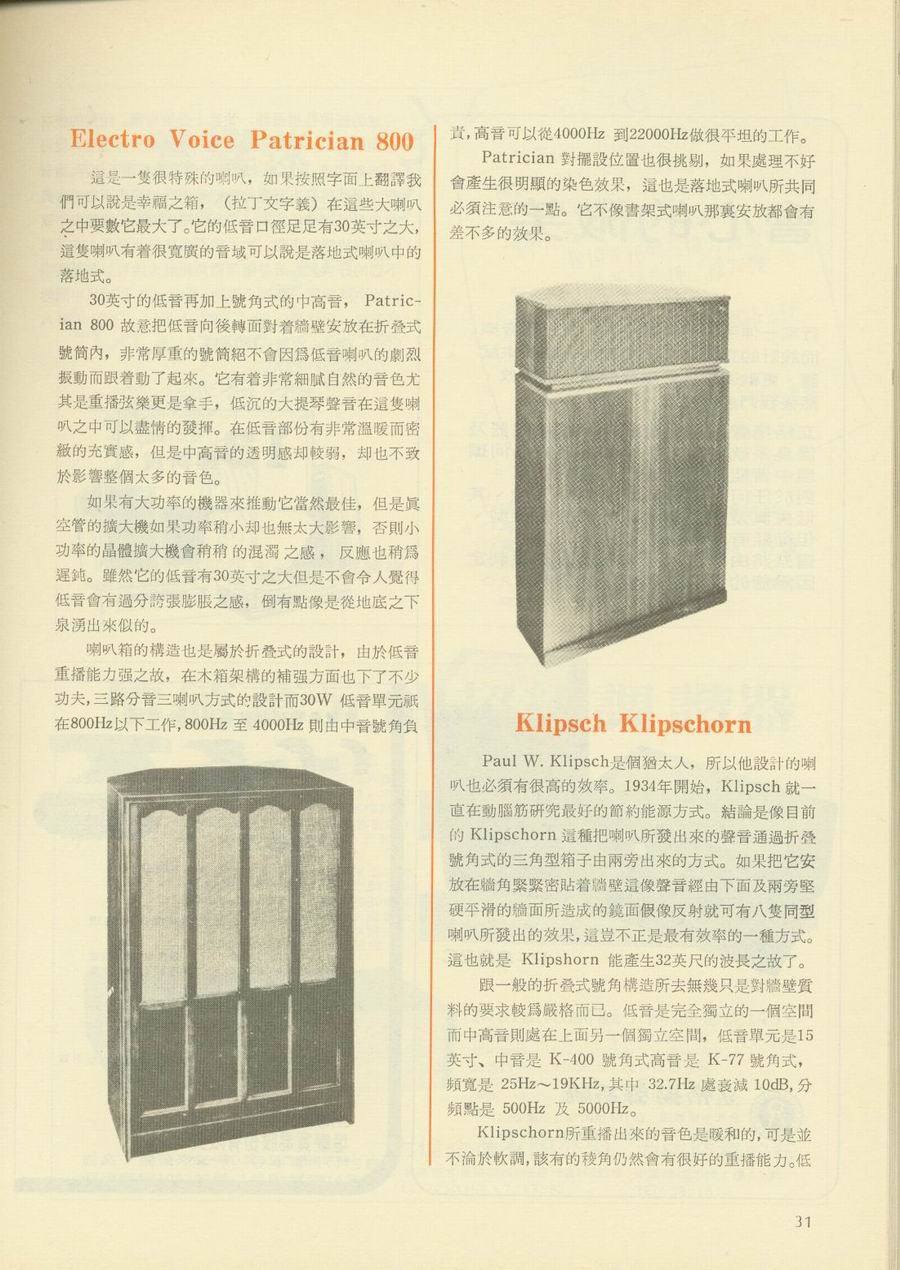 Electro Voice Patrician 800
這是一隻很特殊的喇叭，如果按照字面上翻譯我
們可以說是幸福之箱，（拉丁文字義）在這些大喇叭
之中要數它最大了。它的低音口徑足足有30英寸之大，
這隻喇叭有着很寬廣的音域可以說是落地式喇叭中的
落地式。
30英寸的低音再加上號角式的中高音， Patric-
ian 800 故意把低音向後轉面對着牆壁安放在折叠式
號筒內，非常厚重的號筒絕不會因爲低音喇叭的劇烈
振動而跟着動了起來。它有着非常細膩自然的音色尤
其是重播弦樂更是拿手，低沉的大提琴聲音在這隻喇
叭之中可以盡情的發揮。在低音部份有非常溫暖而密
緻的充實感，但是中高音的透明感却較弱，却也不致
於影響整個太多的音色。
如果有大功率的機器來推動它當然最佳，但是眞
空管的擴大機如果功率稍小却也無太大影響，否則小
功率的晶體擴大機會稍稍的混濁之感，反應也稍爲
遲鈍。雖然它的低音有30英寸之大但是不會令人覺得
低音會有過分誇張膨脹之感，倒有點像是從地底之下
泉湧出來似的。
喇叭箱的構造也是屬於折叠式的設計，由於低音
重播能力强之故，在木箱架構的補强方面也下了不少
功夫，三路分音三喇叭方式的設計而30W 低音單元祇
在800Hz以下工作，800Hz 至 4000Hz 則由中音號角負
責，高音可以從4000Hz 到22000Hz做很平坦的工作。
Patrician 對擺設位置也很挑剔，如果處理不好
會產生很明顯的染色效果，這也是落地式喇叭所共同
必須注意的一點。它不像書架式喇叭那裏安放都會有
差不多的效果。
Klipsch Klipschorn
Paul W. Klipsch是個猶太人，所以他設計的喇
叭也必須有很高的效率。1934年開始，Klipsch 就一
直在動腦筋研究最好的節約能源方式。結論是像目前
的 Klipschorn 這種把喇叭所發出來的聲音通過折叠
號角式的三角型箱子由兩旁出來的方式。如果把它安
放在牆角緊緊密貼着牆壁這像聲音經由下面及兩旁堅
硬平滑的牆面所造成的鏡面假像反射就可有八隻同型
喇叭所發出的效果，這豈不正是最有效率的一種方式。
這也就是 Klipshorn 能產生32英尺的波長之故了。
跟一般的折叠式號角構造所去無幾只是對牆壁質
料的要求較爲嚴格而已。低音是完全獨立的一個空間
而中高音則處在上面另一個獨立空間，低音單元是15
英寸、中音是 K-400 號角式高音是 K-77 號角式，
頻寬是 25Hz～19KHz，其中 32.7Hz 處衰減 10dB，分
頻點是 500Hz 及 5000Hz。
Klipschorn所重播出來的音色是暖和的，可是並
不淪於軟調，該有的稜角仍然會有很好的重播能力。低
31